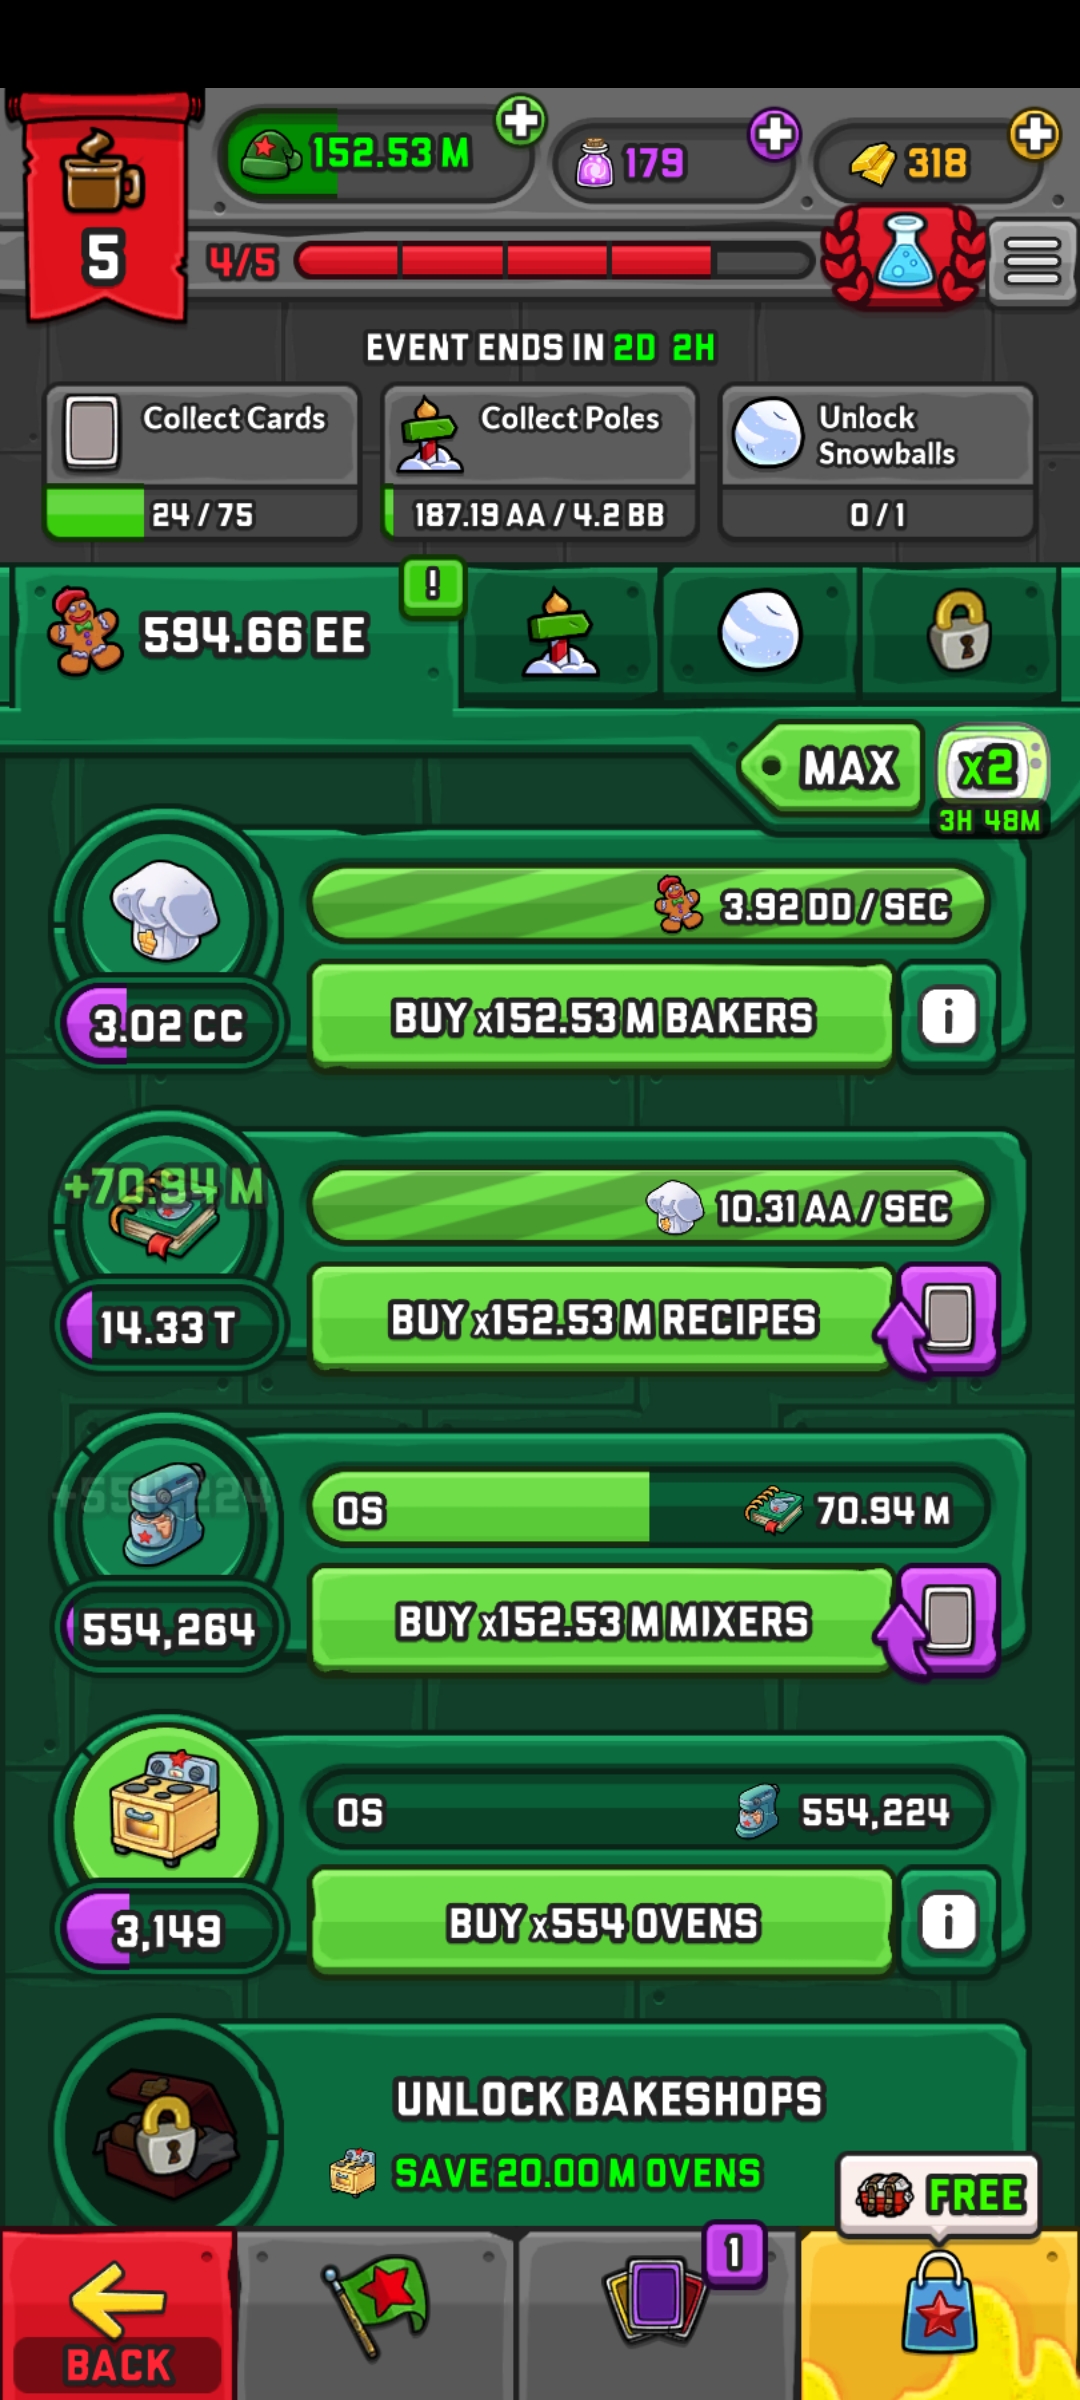 152.53 M
179
318
5
4/5
EVENT ENDS IN 2D 2H
Collect Cards
24 / 75
Collect Poles
187.19 AA / 4.2 BB
Unlock
Snowballs
0 / 1
594.66 EE
!
MAX
x2
3H 48M
3.92 DD / SEC
3.02 CC
BUY x152.53 M BAKERS
i
+70.94 M
10.31 AA / SEC
14.33 T
BUY x152.53 M RECIPES
+554,224
0S
70.94 M
554,264
BUY x152.53 M MIXERS
0S
554,224
3,149
BUY x554 OVENS
i
UNLOCK BAKESHOPS
SAVE 20.00 M OVENS
FREE
1
BACK